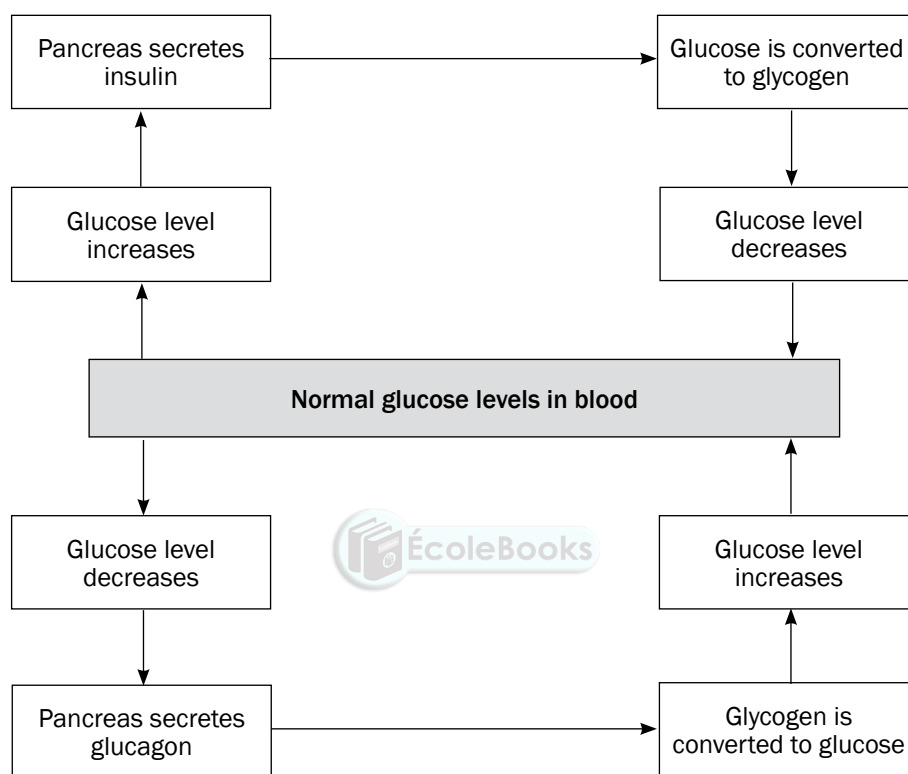 Pancreas secretes
insulin
Glucose is converted
to glycogen
Glucose level
increases
Glucose level
decreases
Normal glucose levels in blood
Glucose level
decreases
ÉcoleBooks
Glucose level
increases
Pancreas secretes
glucagon
Glycogen is
converted to glucose